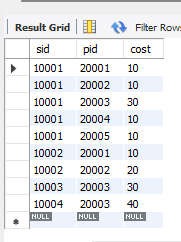 Result Grid Filter Rows
sid pid cost
10001 20001 10
10001 20002 10
10001 20003 30
10001 20004 10
10001 20005 10
10002 20001 10
10002 20002 20
10003 20003 30
10004 20003 40
NULL NULL NULL